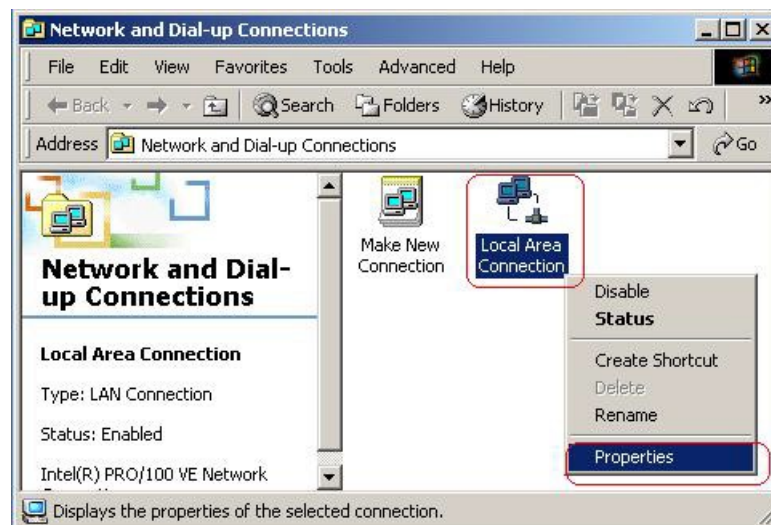 Network and Dial-up Connections
File Edit View Favorites Tools Advanced Help
Back Search Folders History »
Address Network and Dial-up Connections Go
Network and Dial-
up Connections
Local Area Connection
Type: LAN Connection
Status: Enabled
Intel(R) PRO/100 VE Network
Make New
Connection
Local Area
Connection
Disable
Status
Create Shortcut
Delete
Rename
Properties
Displays the properties of the selected connection.